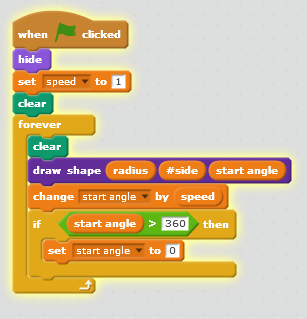 when clicked
hide
set speed to 1
clear
forever
clear
draw shape radius #side start angle
change start angle by speed
if start angle > 360 then
set start angle to 0